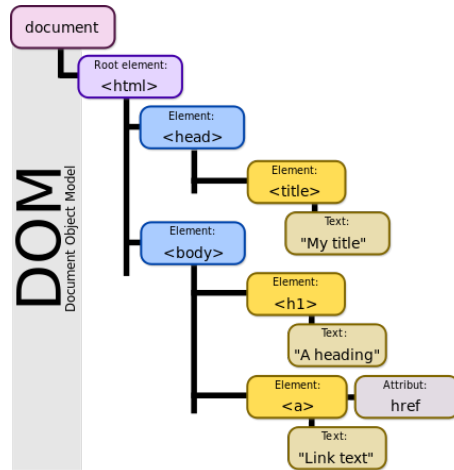 document
Root element:
<html>
Element:
<head>
Element:
<title>
Text:
"My title"
DOM
Document Object Model
Element:
<body>
Element:
<h1>
Text:
"A heading"
Element:
<a>
Attribut:
href
Text:
"Link text"